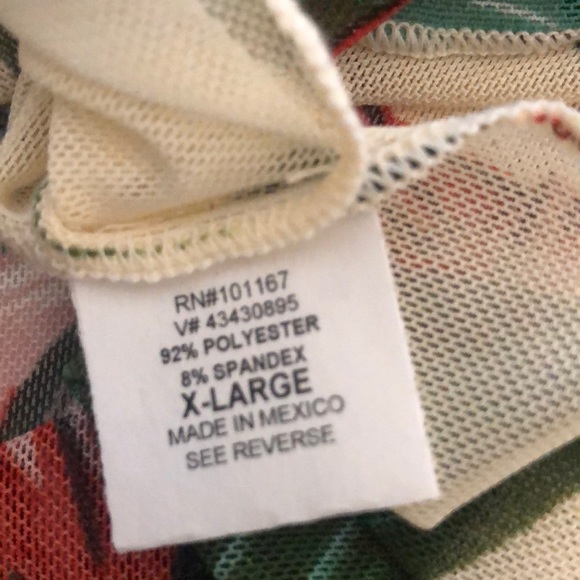 RN#101167
V# 43430895
92% POLYESTER
8% SPANDEX
X-LARGE
MADE IN MEXICO
SEE REVERSE